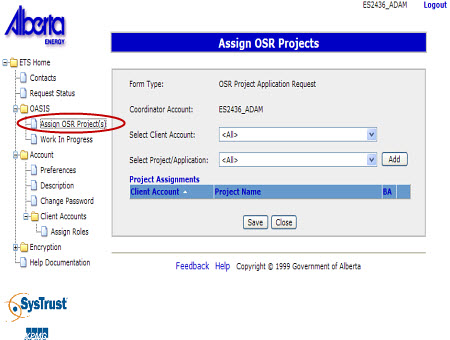 ES2436_ADAM Logout
Alberta
ENERGY
Assign OSR Projects
ETS Home
Contacts
Request Status
OASIS
Assign OSR Project(s)
Work In Progress
Account
Preferences
Description
Change Password
Client Accounts
Assign Roles
Encryption
Help Documentation
Form Type: OSR Project Application Request
Coordinator Account: ES2436_ADAM
Select Client Account: <All>
Select Project/Application: <All> Add
Project Assignments
Client Account Project Name BA
Save Close
Feedback Help Copyright © 1999 Government of Alberta
SysTrust
KPMG